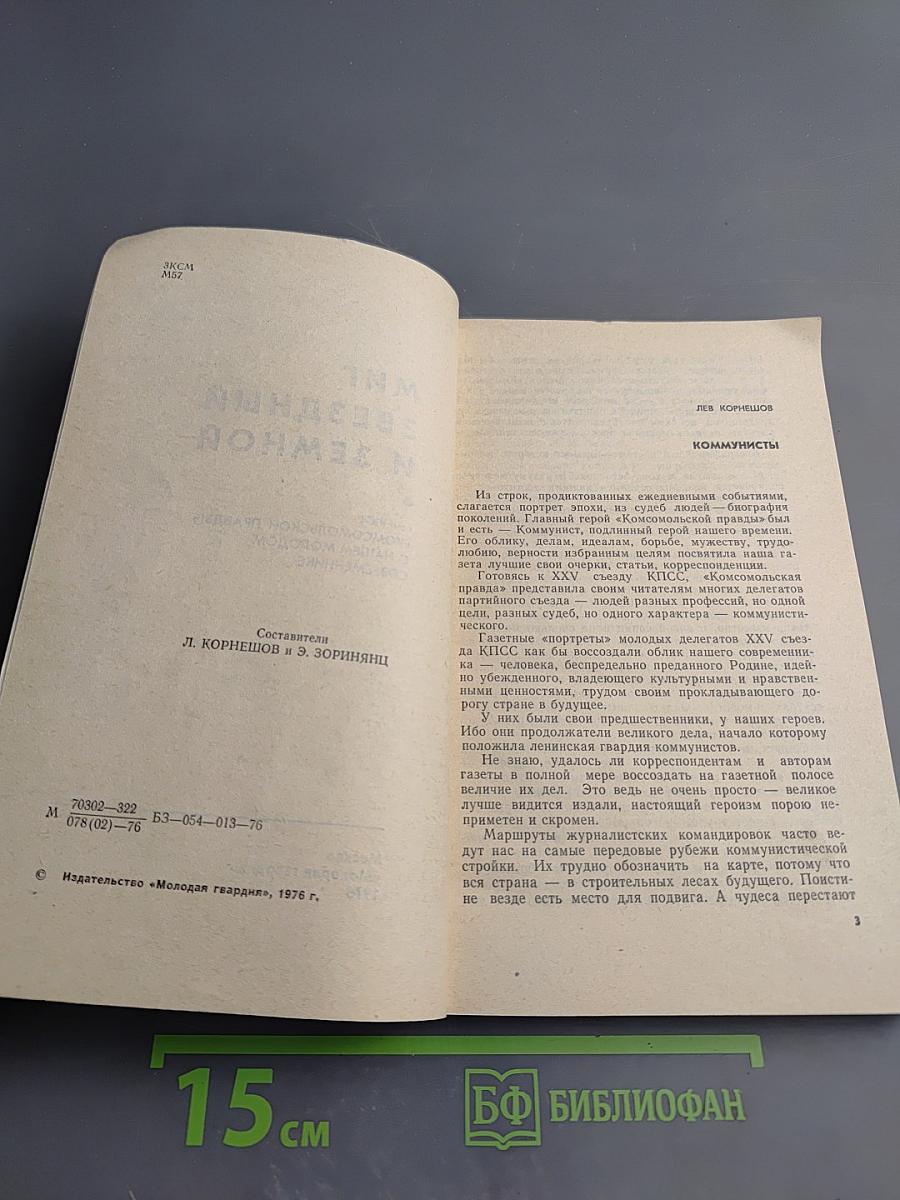 ЗКСМ
М57
МИГ
ЗВЕЗДНЫЙ
И ЗЕМНОЙ
Составители
Л. КОРНЕШОВ и Э. ЗОРИНЯНЦ
М 70302—322
078(02)—76 БЗ—054—013—76
© Издательство «Молодая гвардия», 1976 г.
ЛЕВ КОРНЕШОВ
КОММУНИСТЫ
Из строк, продиктованных ежедневными событиями,
слагается портрет эпохи, из судеб людей — биография
поколений. Главный герой «Комсомольской правды» был
и есть — Коммунист, подлинный герой нашего времени.
Его облику, делам, идеалам, борьбе, мужеству, трудо-
любию, верности избранным целям посвятила наша га-
зета лучшие свои очерки, статьи, корреспонденции.
Готовясь к XXV съезду КПСС, «Комсомольская
правда» представила своим читателям многих делегатов
партийного съезда — людей разных профессий, но одной
цели, разных судеб, но одного характера — коммунисти-
ческого.
Газетные «портреты» молодых делегатов XXV съез-
да КПСС как бы воссоздали облик нашего современни-
ка — человека, беспредельно преданного Родине, идей-
но убежденного, владеющего культурными и нравствен-
ными ценностями, трудом своим прокладывающего до-
рогу стране в будущее.
У них были свои предшественники, у наших героев.
Ибо они продолжатели великого дела, начало которому
положила ленинская гвардия коммунистов.
Не знаю, удалось ли корреспондентам и авторам
газеты в полной мере воссоздать на газетной полосе
величие их дел. Это ведь не очень просто — великое
лучше видится издали, настоящий героизм порою не-
приметен и скромен.
Маршруты журналистских командировок часто ве-
дут нас на самые передовые рубежи коммунистической
стройки. Их трудно обозначить на карте, потому что
вся страна — в строительных лесах будущего. Поисти-
не везде есть место для подвига. А чудеса перестают
3
15 см
БФ БИБЛИОФАН